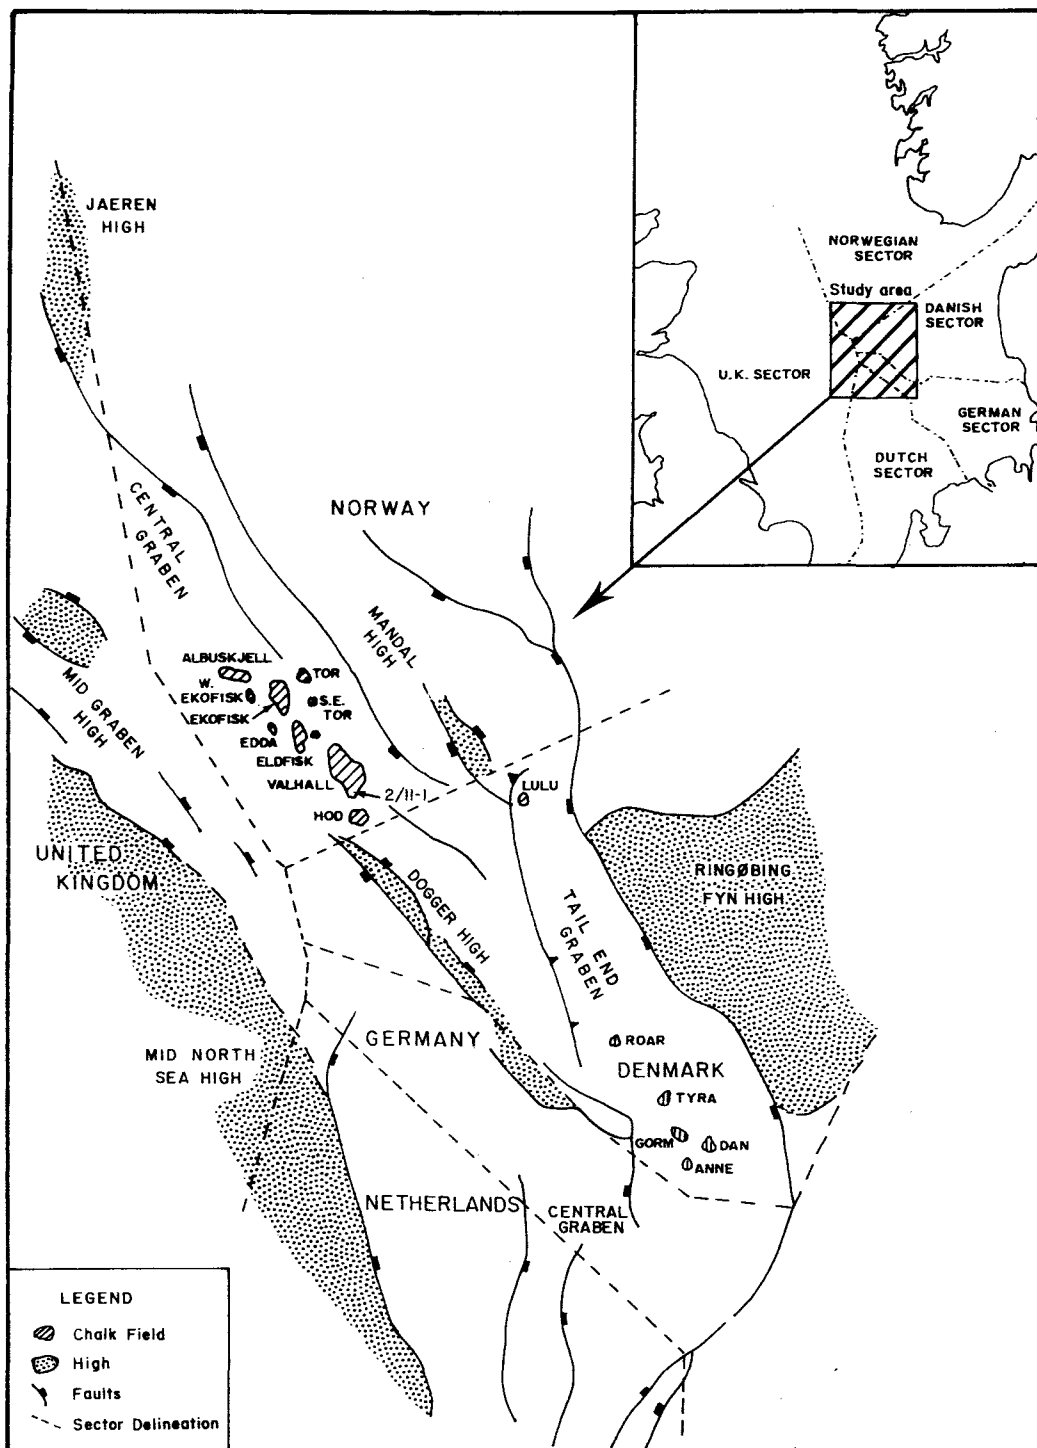 JAEREN
HIGH
NORWEGIAN
SECTOR
Study area
DANISH
SECTOR
U.K. SECTOR
GERMAN
SECTOR
DUTCH
SECTOR
CENTRAL
GRABEN
NORWAY
MANDAL
HIGH
MID GRABEN
HIGH
ALBUSKJELL
TOR
W.
EKOFISK
S.E.
TOR
EKOFISK
EDDA
ELDFISK
VALHALL
2/11-1
HOD
LULU
UNITED
KINGDOM
DOGGER HIGH
TAIL END
GRABEN
RINGØBING
FYN HIGH
GERMANY
MID NORTH
SEA HIGH
ROAR
DENMARK
TYRA
GORM
DAN
ANNE
NETHERLANDS
CENTRAL
GRABEN
LEGEND
Chalk Field
High
Faults
Sector Delineation